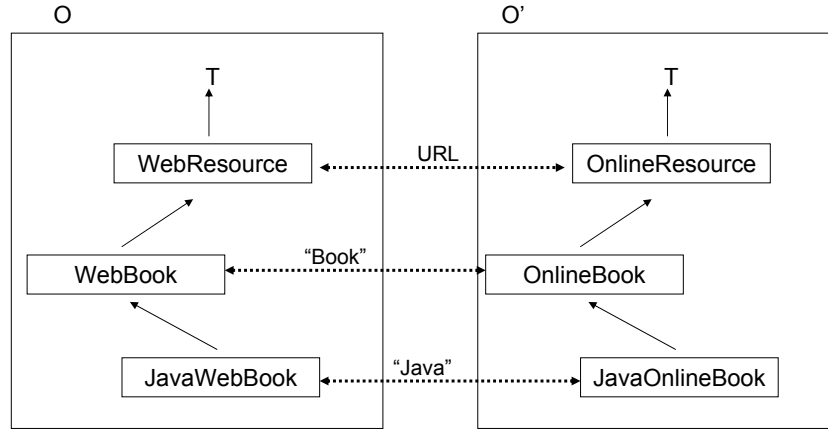 O
O’
T
T
WebResource
URL
OnlineResource
WebBook
“Book”
OnlineBook
JavaWebBook
“Java”
JavaOnlineBook